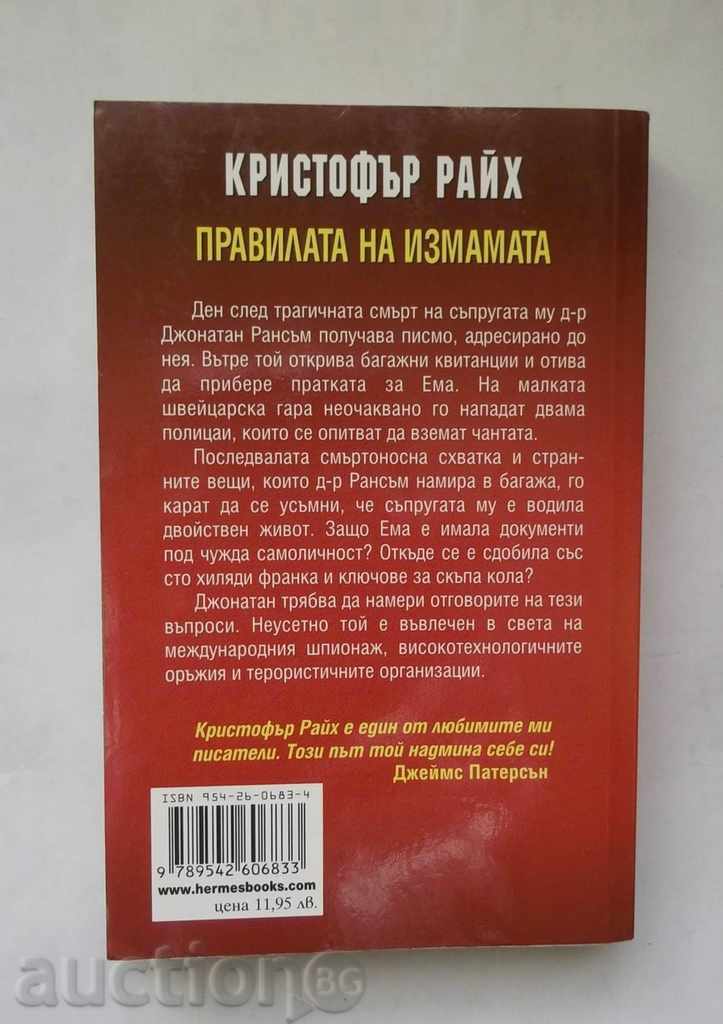 КРИСТОФЪР РАЙХ
ПРАВИЛАТА НА ИЗМАМАТА
Ден след трагичната смърт на съпругата му д-р
Джонатан Рансъм получава писмо, адресирано до
нея. Вътре той открива багажни квитанции и отива
да прибере пратката за Ема. На малката
швейцарска гара неочаквано го нападат двама
полицаи, които се опитват да вземат чантата.
Последвалата смъртоносна схватка и стран-
ните вещи, които д-р Рансъм намира в багажа, го
карат да се усъмни, че съпругата му е водила
двойствен живот. Защо Ема е имала документи
под чужда самоличност? Откъде се е сдобила със
сто хиляди франка и ключове за скъпа кола?
Джонатан трябва да намери отговорите на тези
въпроси. Неусетно той е въвлечен в света на
международния шпионаж, високотехнологичните
оръжия и терористичните организации.
Кристофър Райх е един от любимите ми
писатели. Този път той надмина себе си!
Джеймс Патерсън
ISBN 954-26-0683-4
9 789542 606833
www.hermesbooks.com
цена 11,95 лв.
auction BG